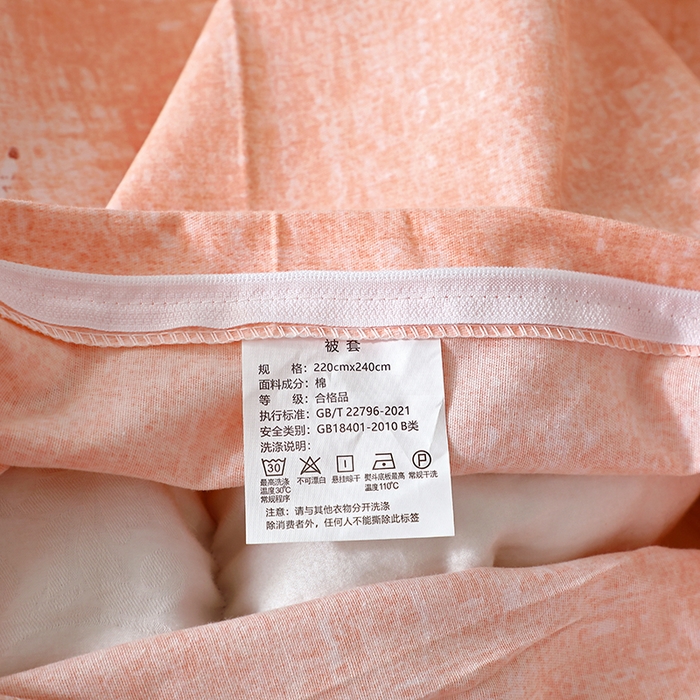 被套
规 格：220cmx240cm
面料成分：棉
等 级：合格品
执行标准：GB/T 22796-2021
安全类别：GB18401-2010 B类
洗涤说明：
30 P
最高洗涤 不可漂白 悬挂晾干 熨斗底板最高 常规干洗
温度30℃ 温度110℃
常规程序
注意：请与其他衣物分开洗涤
除消费者外，任何人不能撕除此标签